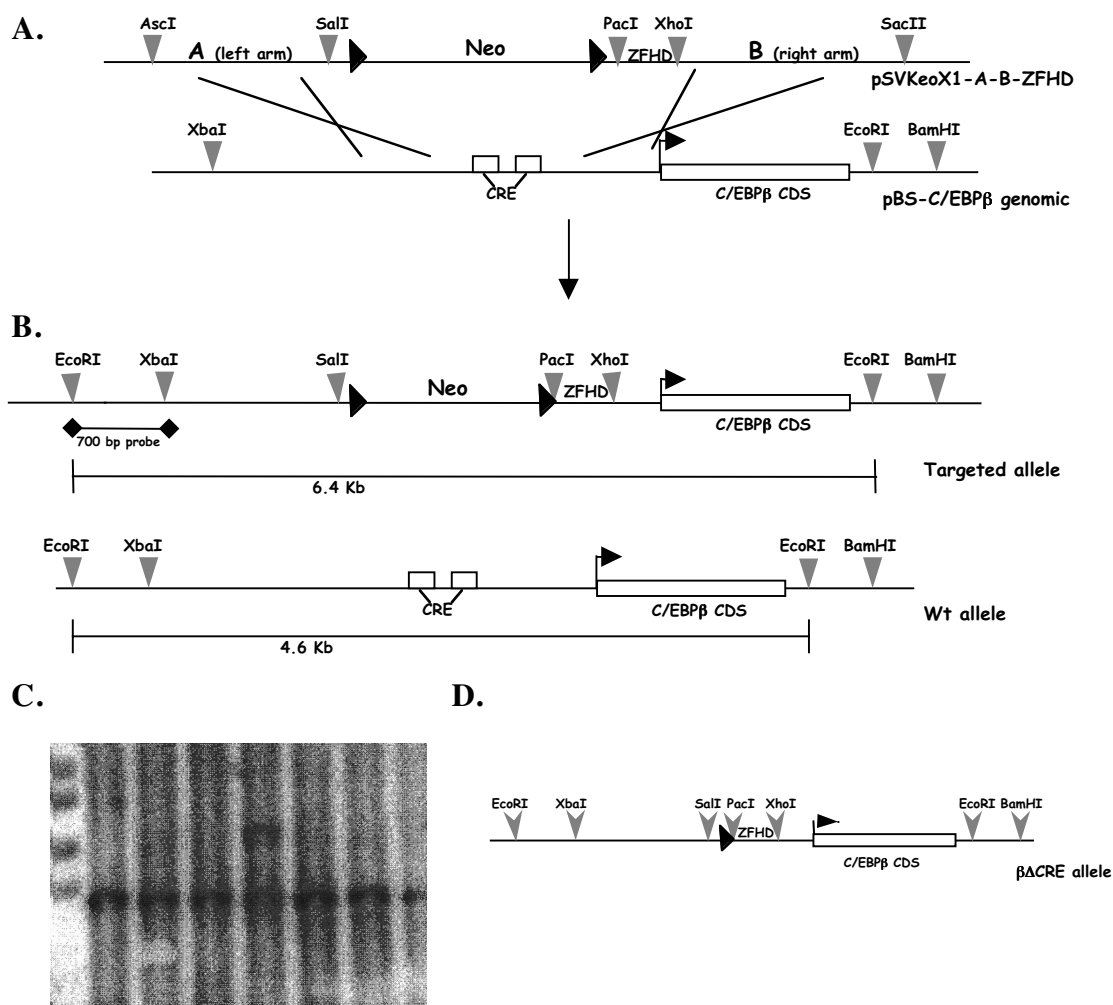 A.
AscI SalI Neo PacI XhoI SacII
A (left arm) ZFHD B (right arm)
pSVKeoX1-A-B-ZFHD
XbaI EcoRI BamHI
CRE C/EBPβ CDS
pBS-C/EBPβ genomic
B.
EcoRI XbaI SalI Neo PacI XhoI EcoRI BamHI
ZFHD
C/EBPβ CDS
700 bp probe
Targeted allele
6.4 Kb
EcoRI XbaI EcoRI BamHI
CRE C/EBPβ CDS
Wt allele
4.6 Kb
C.
D.
EcoRI XbaI SalI PacI XhoI EcoRI BamHI
ZFHD
C/EBPβ CDS
βΔCRE allele